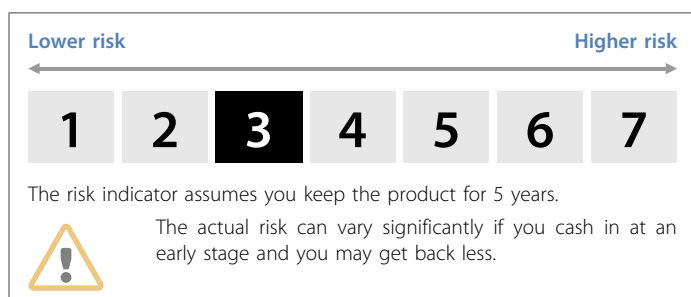 Lower risk Higher risk
1 2 3 4 5 6 7
The risk indicator assumes you keep the product for 5 years.
The actual risk can vary significantly if you cash in at an
early stage and you may get back less.